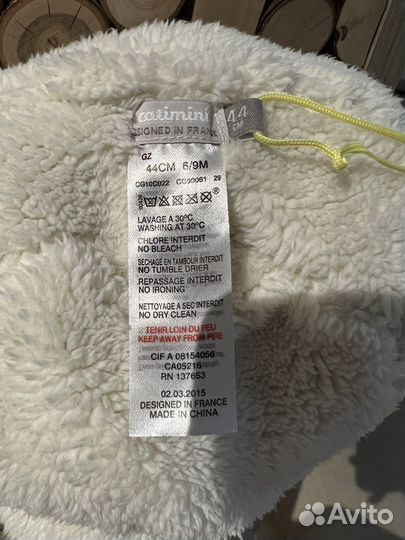 catimini
DESIGNED IN FRANCE
44
CM
GZ
44CM 6/9M
CG10C022 CG90061 29
LAVAGE A 30°C
WASHING AT 30°C
CHLORE INTERDIT
NO BLEACH
SECHAGE EN TAMBOUR INTERDIT
NO TUMBLE DRIER
REPASSAGE INTERDIT
NO IRONING
NETTOYAGE A SEC INTERDIT
NO DRY CLEAN
TENIR LOIN DU FEU
KEEP AWAY FROM FIRE
CIF A 08154056
CA05216
RN 137653
02.03.2015
DESIGNED IN FRANCE
MADE IN CHINA
Avito